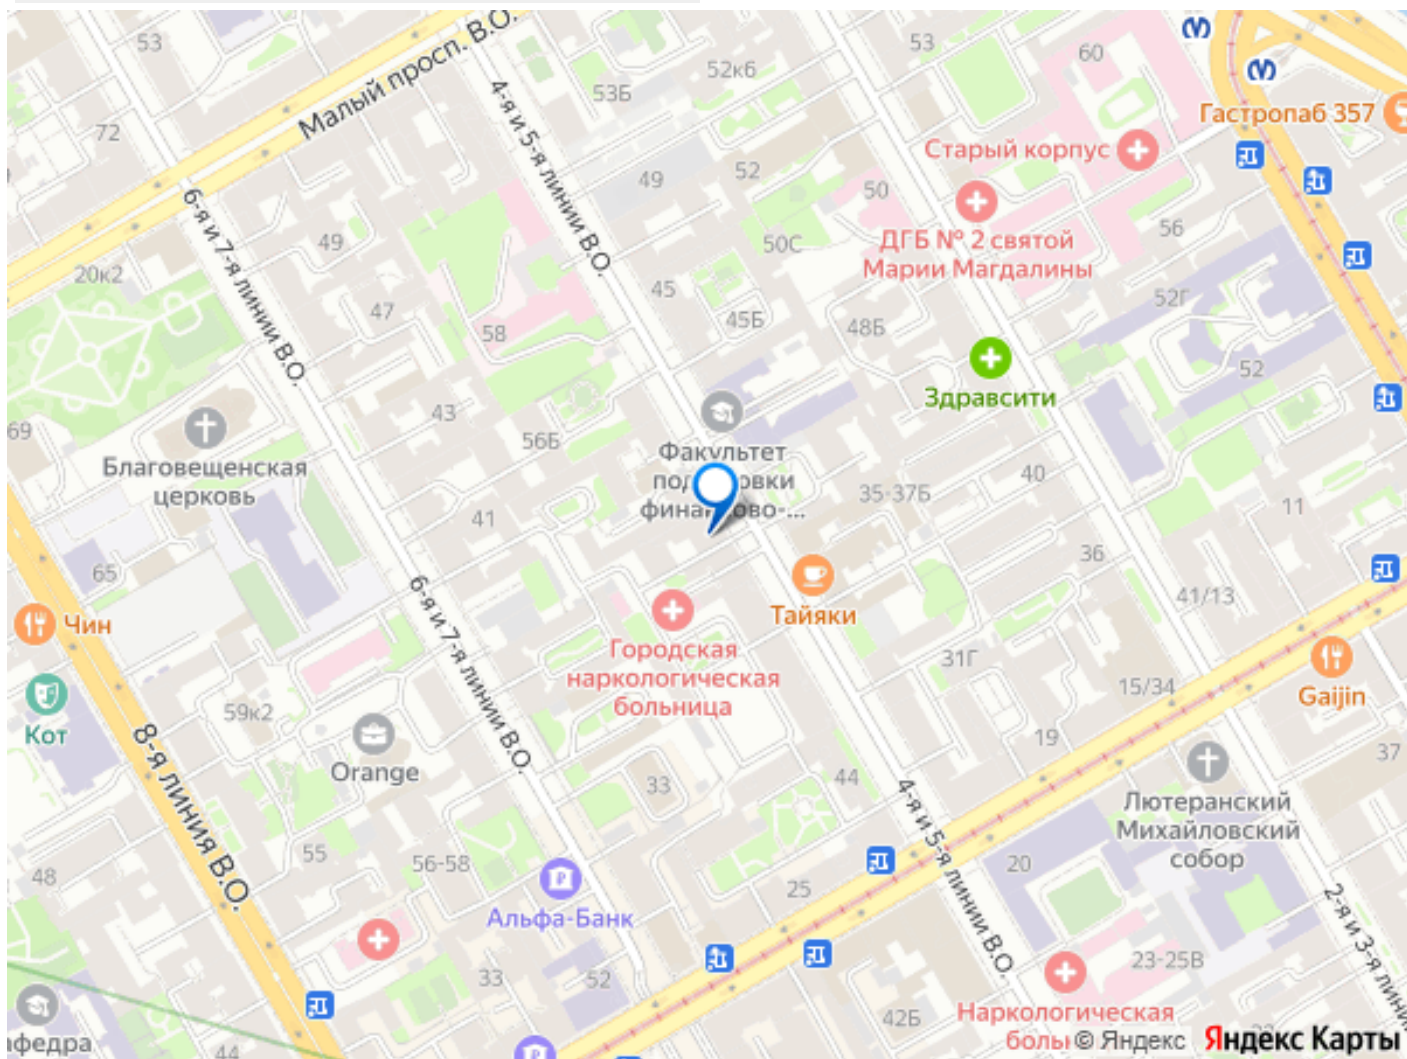 53
Малый просп. В.О.
72
4-я и 5-я линии В.О.
53Б
52к6
53
60
Гастропаб 357
Старый корпус
49
52
50
6-я и 7-я линии В.О.
49
50С
ДГБ № 2 святой
Марии Магдалины
56
20к2
47
45
45Б
48Б
52Г
58
52
Здравсити
69
43
56Б
Благовещенская
церковь
Факультет
финансово-...
35-37Б
40
11
41
65
36
41/13
Чин
Тайяки
6-я и 7-я линии В.О.
Городская
наркологическая
больница
31Г
15/34
Gaijin
59к2
Кот
8-я линия В.О.
Orange
19
37
33
44
4-я и 5-я линии В.О.
Лютеранский
Михайловский
собор
55
56-58
48
20
25
Альфа-Банк
2-я и 3-я линии
33
52
23-25В
42Б
Наркологическая
боль
© Яндекс
Яндекс Карты
афедра
44